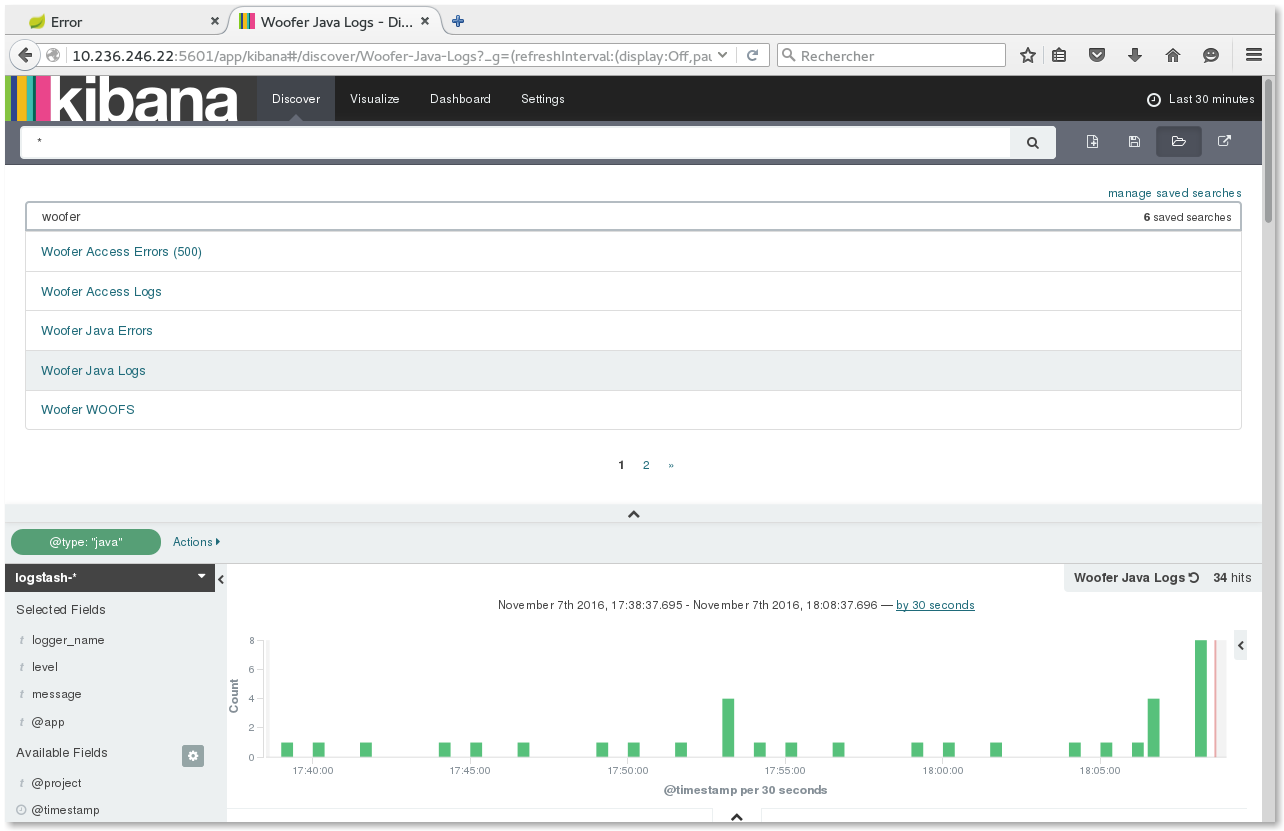 Error
Woofer Java Logs - Di...
10.236.246.22:5601/app/kibana#/discover/Woofer-Java-Logs?_g=(refreshInterval:(display:Off,pau
Rechercher
kibana
Discover
Visualize
Dashboard
Settings
Last 30 minutes
*
manage saved searches
woofer
6 saved searches
Woofer Access Errors (500)
Woofer Access Logs
Woofer Java Errors
Woofer Java Logs
Woofer WOOFS
1 2 »
@type: "java"
Actions
logstash-*
Woofer Java Logs
34 hits
Selected Fields
t logger_name
t level
t message
t @app
Available Fields
t @project
@timestamp
November 7th 2016, 17:38:37.695 - November 7th 2016, 18:08:37.696 — by 30 seconds
Count
8
6
4
2
0
17:40:00 17:45:00 17:50:00 17:55:00 18:00:00 18:05:00
@timestamp per 30 seconds